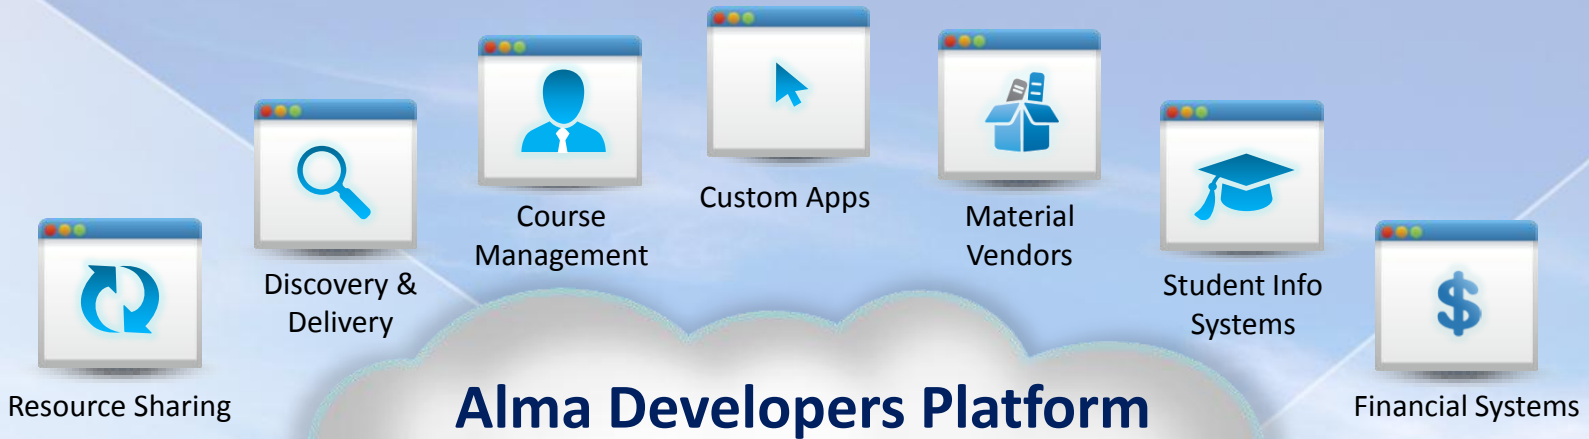 Resource Sharing
Discovery &
Delivery
Course
Management
Custom Apps
Material
Vendors
Student Info
Systems
Financial Systems
Alma Developers Platform